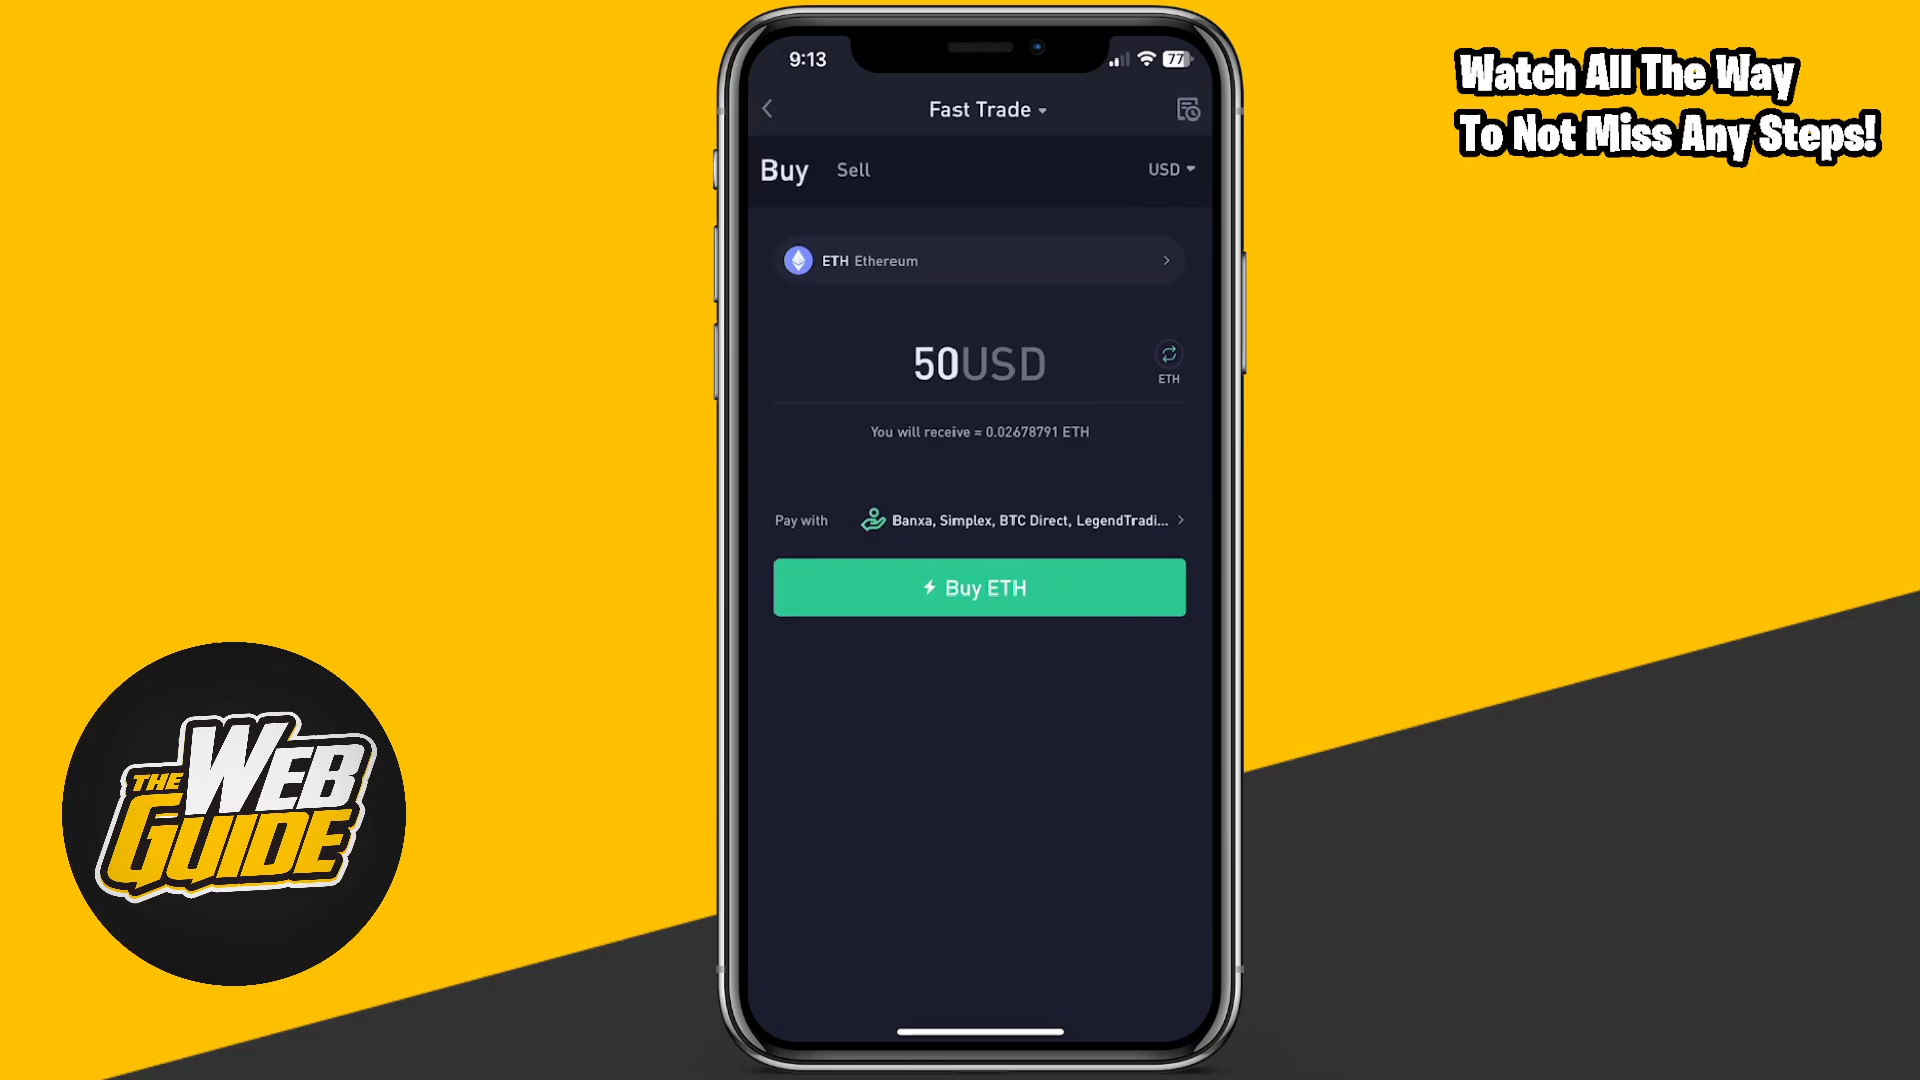 Watch All The Way
To Not Miss Any Steps!
9:13
77
Fast Trade
Buy Sell USD
ETH Ethereum
50USD
ETH
You will receive ≈ 0.02678791 ETH
Pay with Banxa, Simplex, BTC Direct, LegendTradi...
Buy ETH
THE WEB
GUIDE